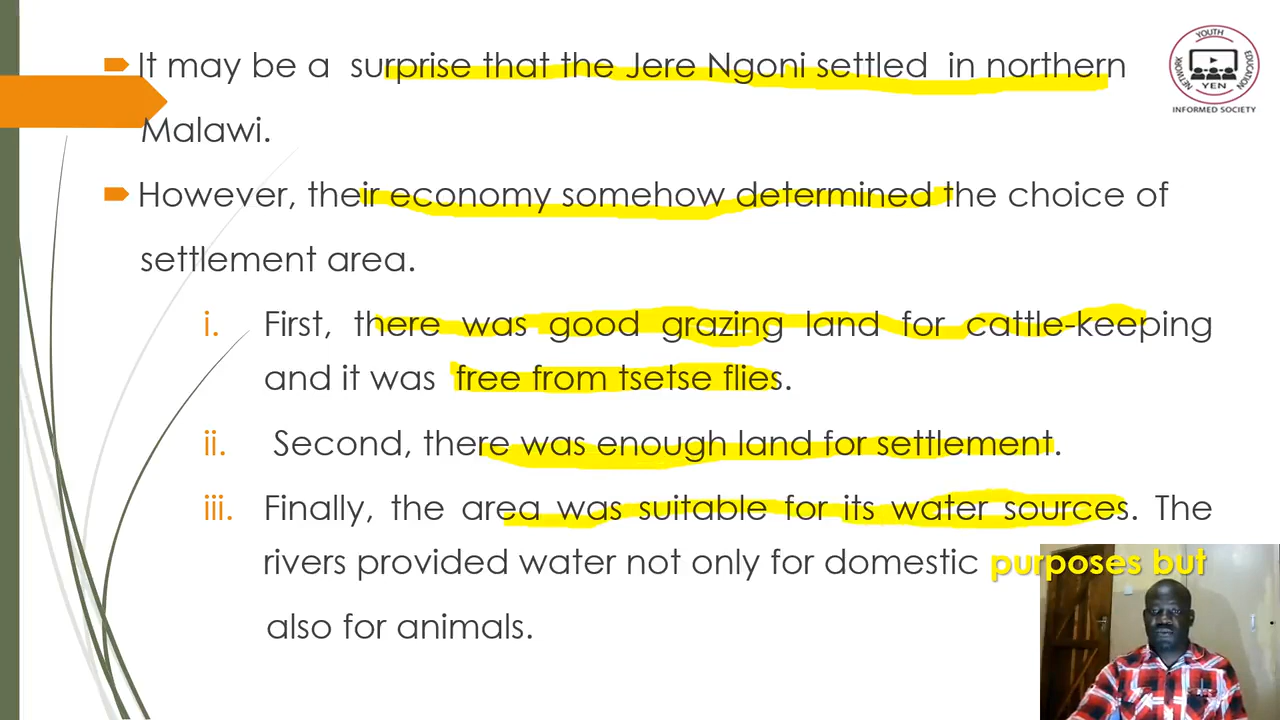 It may be a surprise that the Jere Ngoni settled in northern
Malawi.
However, their economy somehow determined the choice of
settlement area.
i. First, there was good grazing land for cattle-keeping
and it was free from tsetse flies.
ii. Second, there was enough land for settlement.
iii. Finally, the area was suitable for its water sources. The
rivers provided water not only for domestic purposes but
also for animals.
YOUTH
EDUCATION
NETWORK
YEN
INFORMED SOCIETY